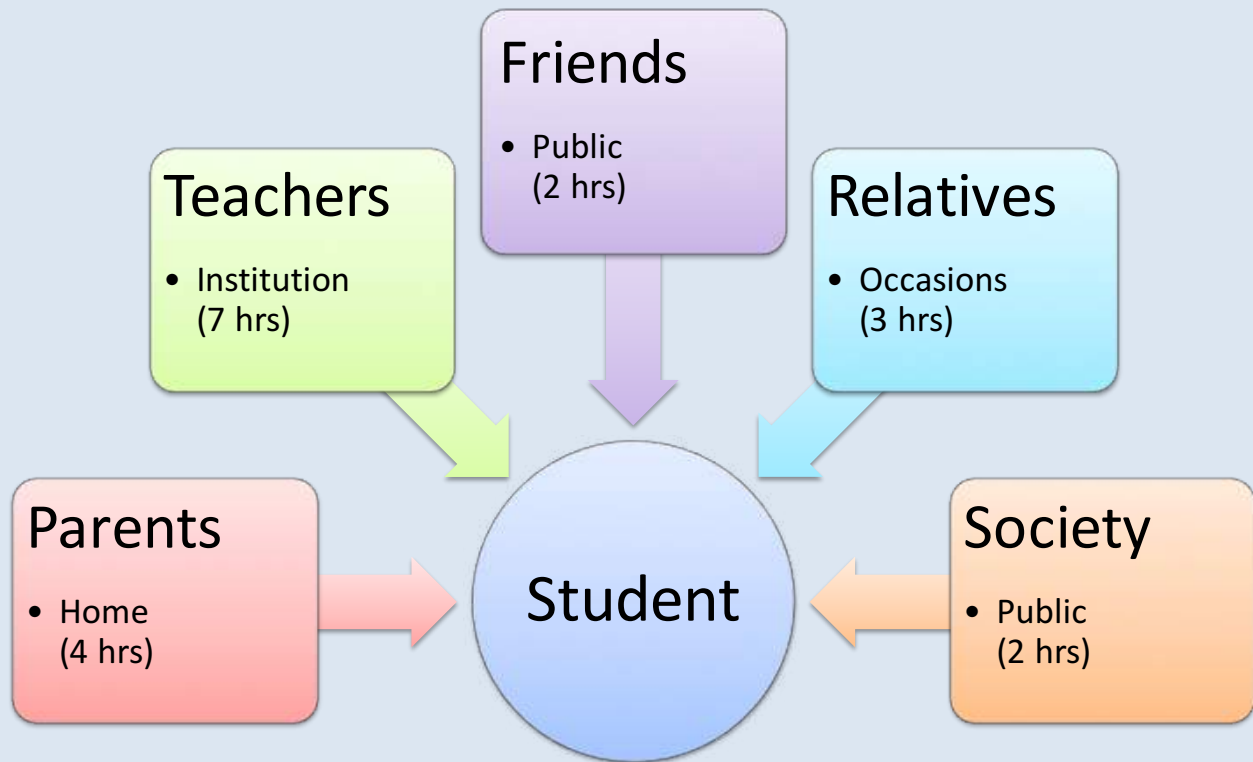 Friends
• Public
(2 hrs)
Teachers
• Institution
(7 hrs)
Relatives
• Occasions
(3 hrs)
Parents
• Home
(4 hrs)
Student
Society
• Public
(2 hrs)